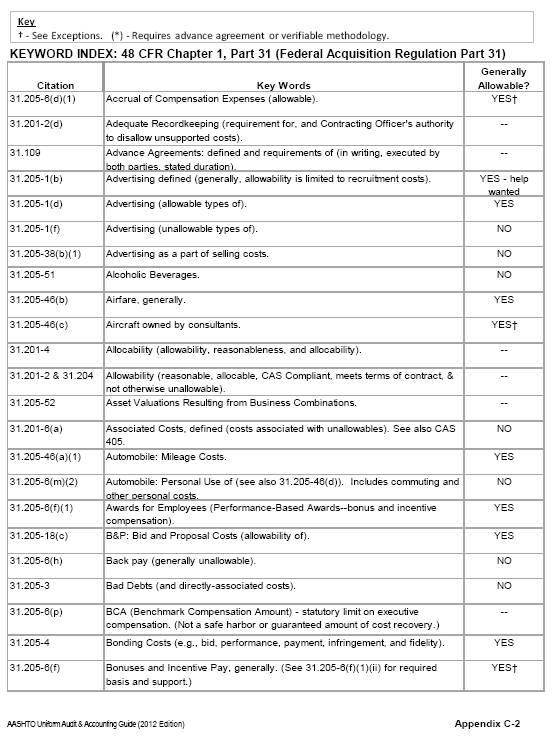 Key
† - See Exceptions. (*) - Requires advance agreement or verifiable methodology.
KEYWORD INDEX: 48 CFR Chapter 1, Part 31 (Federal Acquisition Regulation Part 31)
Citation Key Words Generally
Allowable?
31.205-6(d)(1) Accrual of Compensation Expenses (allowable). YES†
31.201-2(d) Adequate Recordkeeping (requirement for, and Contracting Officer's authority --
to disallow unsupported costs).
31.109 Advance Agreements: defined and requirements of (in writing, executed by --
both parties, stated duration).
31.205-1(b) Advertising defined (generally, allowability is limited to recruitment costs). YES - help
wanted
31.205-1(d) Advertising (allowable types of). YES
31.205-1(f) Advertising (unallowable types of). NO
31.205-38(b)(1) Advertising as a part of selling costs. NO
31.205-51 Alcoholic Beverages. NO
31.205-46(b) Airfare, generally. YES
31.205-46(c) Aircraft owned by consultants. YES†
31.201-4 Allocability (allowability, reasonableness, and allocability). --
31.201-2 & 31.204 Allowability (reasonable, allocable, CAS Compliant, meets terms of contract, & --
not otherwise unallowable).
31.205-52 Asset Valuations Resulting from Business Combinations. --
31.201-6(a) Associated Costs, defined (costs associated with unallowables). See also CAS NO
405.
31.205-46(a)(1) Automobile: Mileage Costs. YES
31.205-6(m)(2) Automobile: Personal Use of (see also 31.205-46(d)). Includes commuting and NO
other personal costs.
31.205-6(f)(1) Awards for Employees (Performance-Based Awards--bonus and incentive YES
compensation).
31.205-18(c) B&P: Bid and Proposal Costs (allowability of). YES
31.205-6(h) Back pay (generally unallowable). NO
31.205-3 Bad Debts (and directly-associated costs). NO
31.205-6(p) BCA (Benchmark Compensation Amount) - statutory limit on executive --
compensation. (Not a safe harbor or guaranteed amount of cost recovery.)
31.205-4 Bonding Costs (e.g., bid, performance, payment, infringement, and fidelity). YES
31.205-6(f) Bonuses and Incentive Pay, generally. (See 31.205-6(f)(1)(ii) for required YES†
basis and support.)
AASHTO Uniform Audit & Accounting Guide (2012 Edition) Appendix C-2